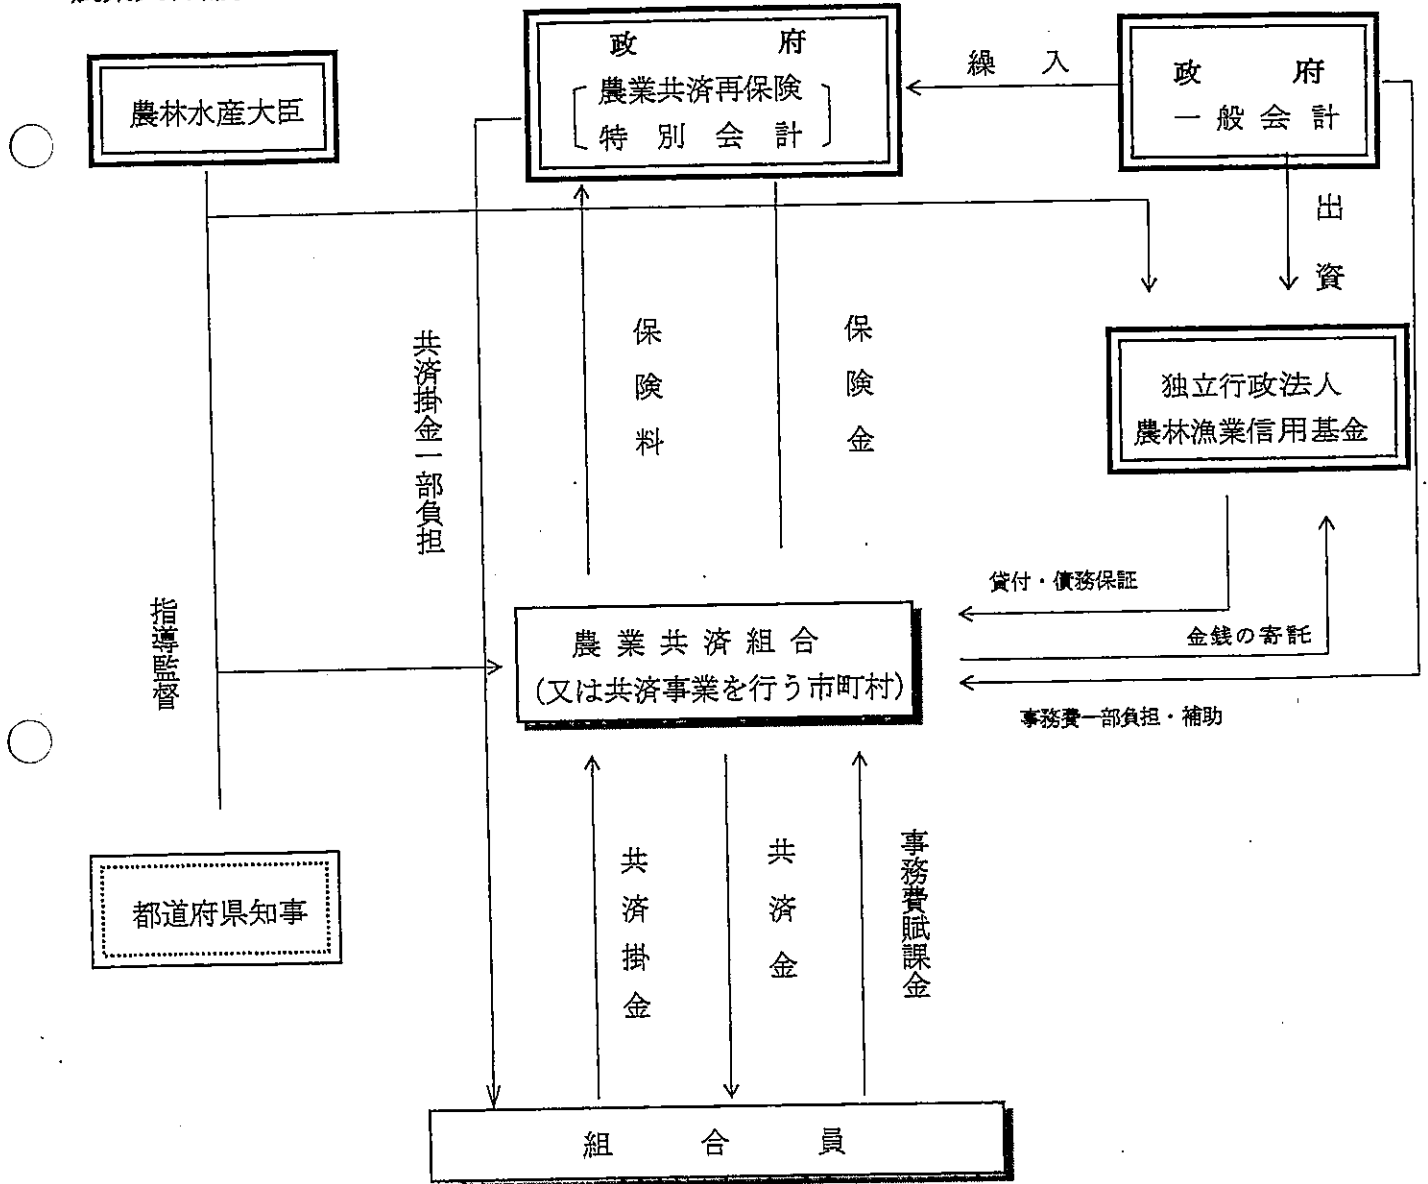 農林水産大臣
政府
農業共済再保険
特別会計
繰入
政府
一般会計
出資
独立行政法人
農林漁業信用基金
共済掛金一部負担
保険料
保険金
指導監督
貸付・債務保証
金銭の寄託
農業共済組合
(又は共済事業を行う市町村)
事務費一部負担・補助
都道府県知事
共済掛金
共済金
事務費賦課金
組合員